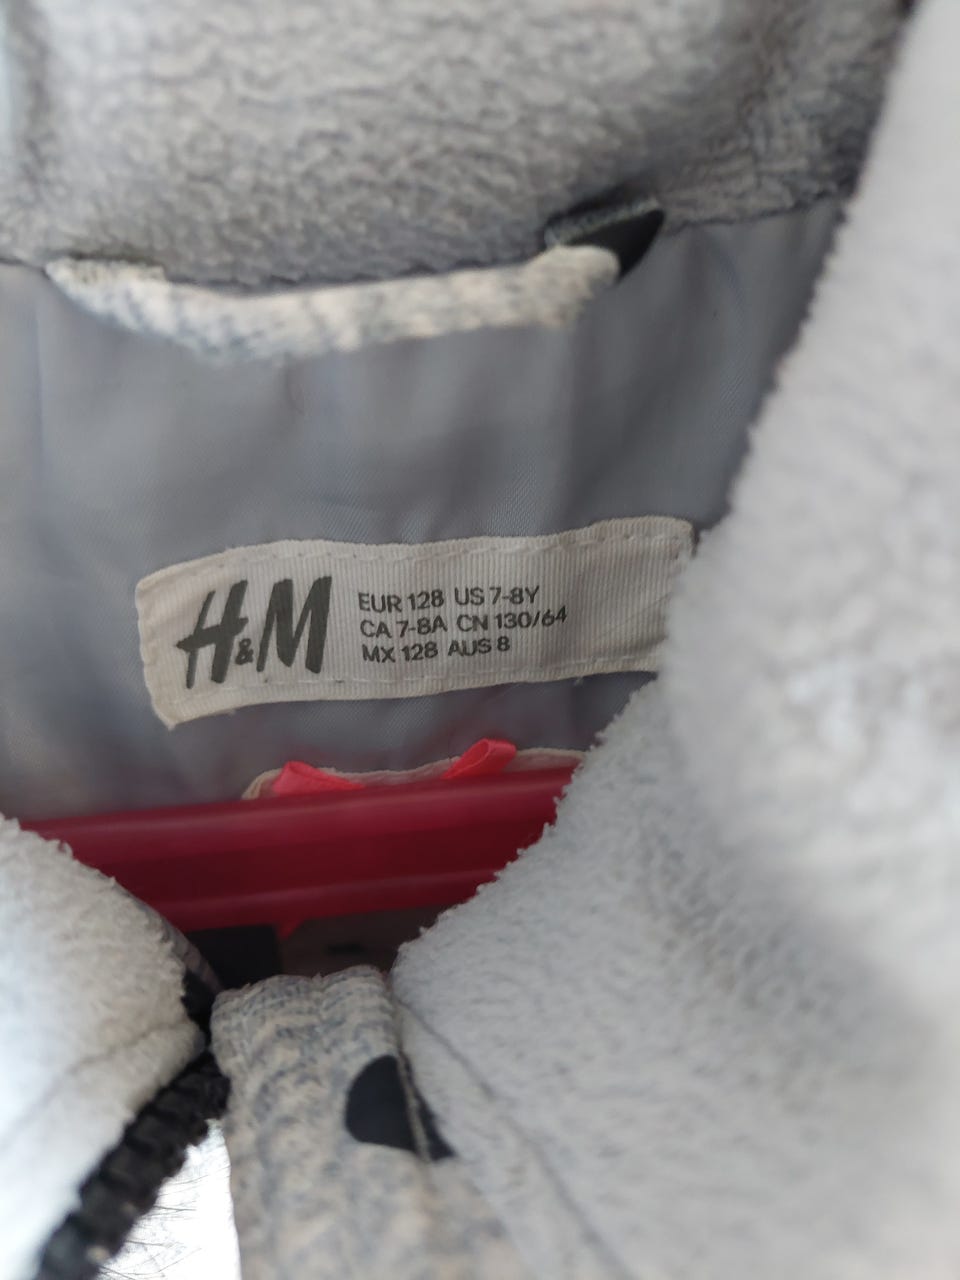 H&M
EUR 128 US 7-8Y
CA 7-8A CN 130/64
MX 128 AUS 8